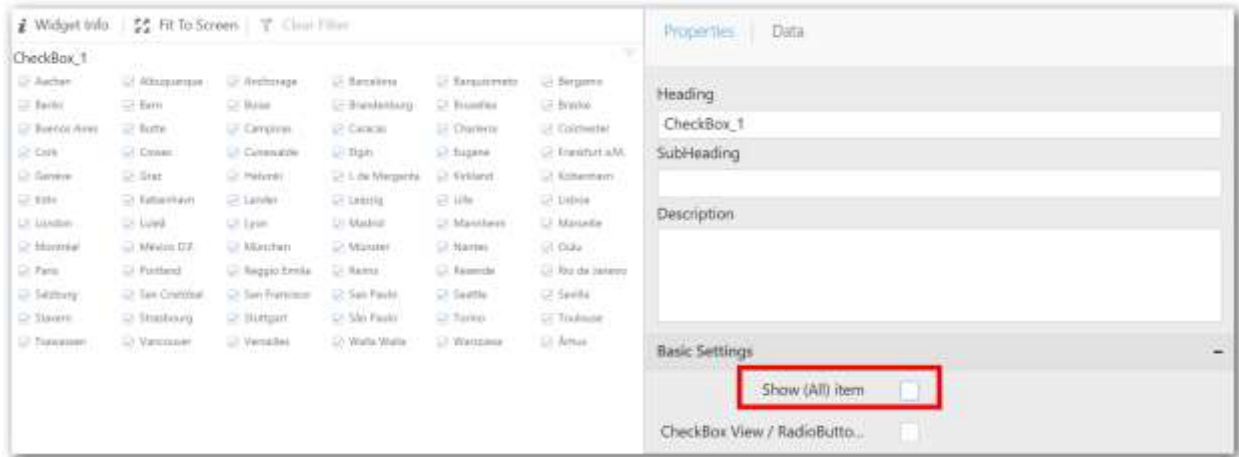 Widget Info Fit To Screen Clear Filter
CheckBox_1
Aachen Albuquerque Anchorage Barcelona Barquisimeto Bergamo
Berlin Bern Boise Brandenburg Bruxelles Bräcke
Buenos Aires Butte Campinas Caracas Charleroi Colchester
Cork Cowes Cunewalde Elgin Eugene Frankfurt a.M.
Genève Graz Helsinki I. de Margarita Kirkland Kobenhavn
Köln København Lander Leipzig Lille Lisboa
London Luleå Lyon Madrid Mannheim Marseille
Montréal México D.F. München Münster Nantes Oulu
Paris Portland Reggio Emilia Reims Resende Rio de Janeiro
Salzburg San Cristóbal San Francisco Sao Paulo Seattle Sevilla
Stavern Strasbourg Stuttgart São Paulo Torino Toulouse
Tsawassen Vancouver Versailles Walla Walla Warszawa Århus
Properties Data
Heading
CheckBox_1
SubHeading
Description
Basic Settings
Show (All) item
CheckBox View / RadioButto...